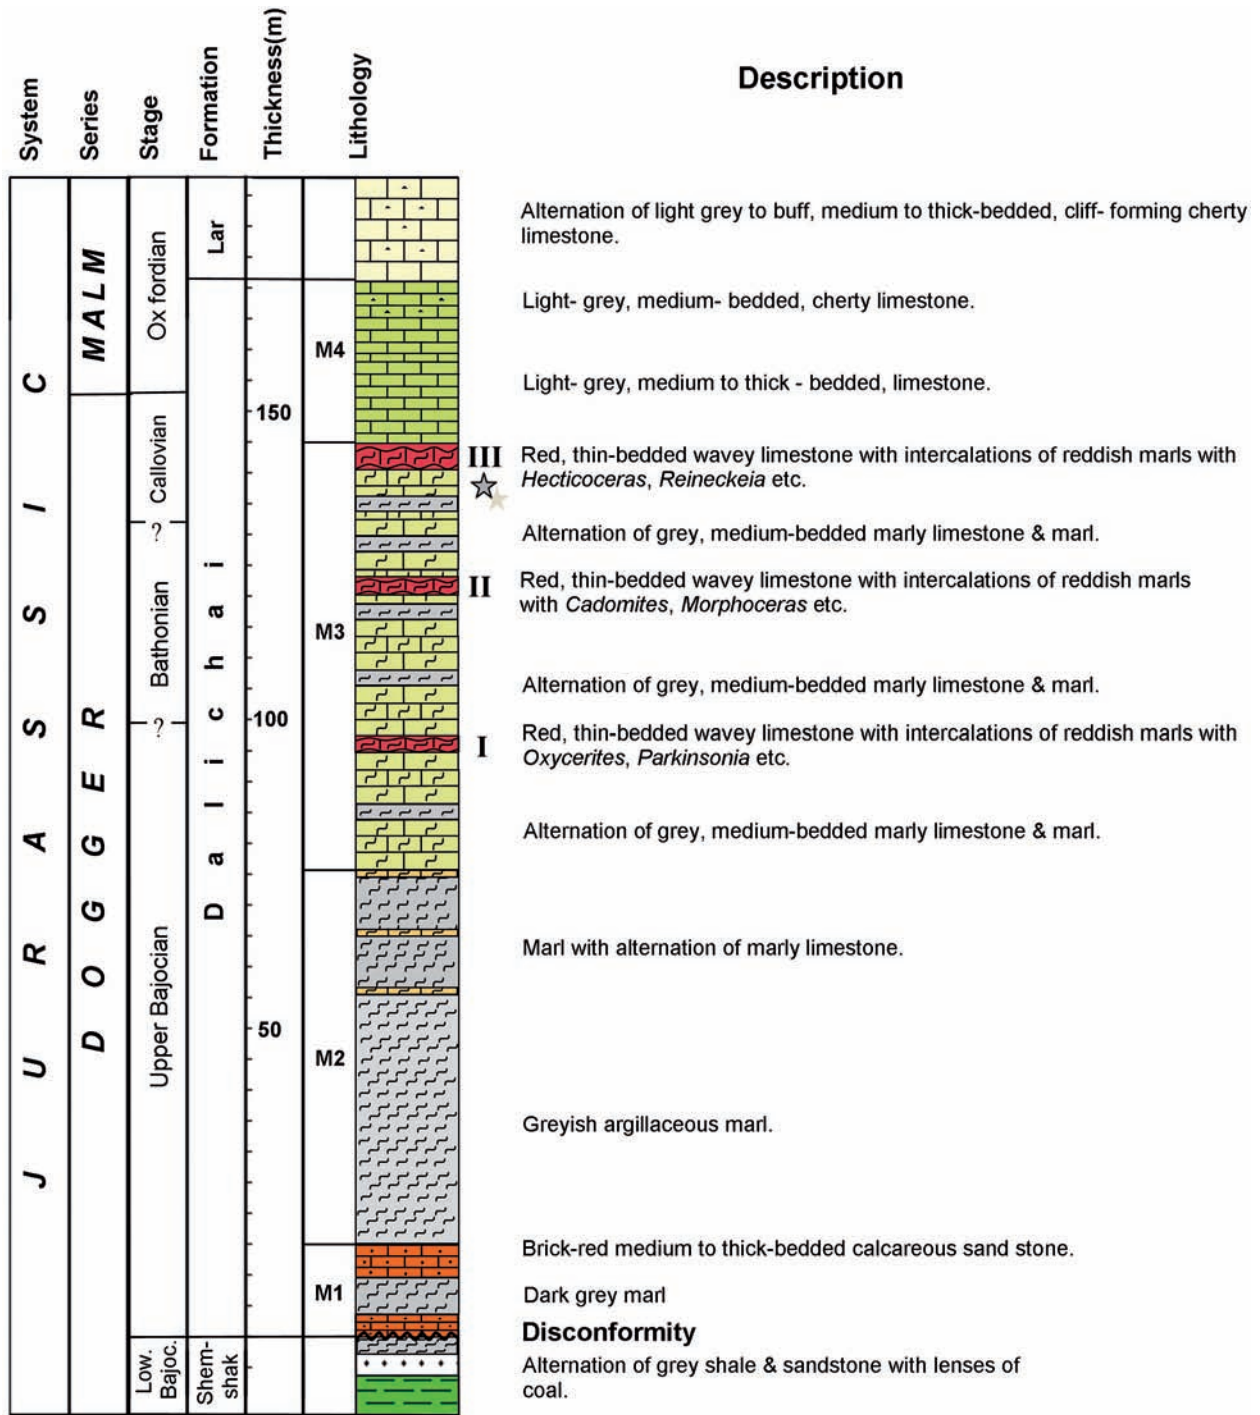 System
Series
Stage
Formation
Thickness(m)
Lithology
Description
JURASSIC
MALM
DOGGER
Ox fordian
Callovian
?
Bathonian
?
Upper Bajocian
Low.
Bajoc.
Lar
Dalichai
Shem-
shak
150
100
50
M4
M3
M2
M1
III
II
I
Alternation of light grey to buff, medium to thick-bedded, cliff- forming cherty
limestone.
Light- grey, medium- bedded, cherty limestone.
Light- grey, medium to thick - bedded, limestone.
Red, thin-bedded wavey limestone with intercalations of reddish marls with
Hecticoceras, Reineckeia etc.
Alternation of grey, medium-bedded marly limestone & marl.
Red, thin-bedded wavey limestone with intercalations of reddish marls
with Cadomites, Morphoceras etc.
Alternation of grey, medium-bedded marly limestone & marl.
Red, thin-bedded wavey limestone with intercalations of reddish marls with
Oxycerites, Parkinsonia etc.
Alternation of grey, medium-bedded marly limestone & marl.
Marl with alternation of marly limestone.
Greyish argillaceous marl.
Brick-red medium to thick-bedded calcareous sand stone.
Dark grey marl
Disconformity
Alternation of grey shale & sandstone with lenses of
coal.